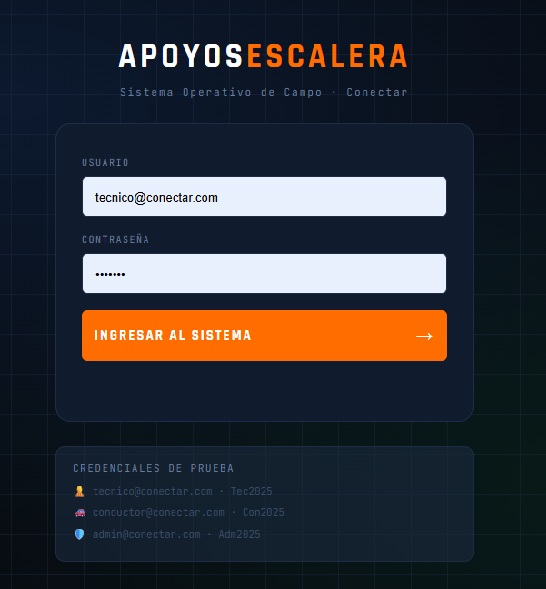 APOYOSESCALERA
Sistema Operativo de Campo · Conectar
USUARIO
tecnico@conectar.com
CONTRASEÑA
•••••••
INGRESAR AL SISTEMA →
CREDENCIALES DE PRUEBA
tecnico@conectar.com · Tec2025
conductor@conectar.com · Con2025
admin@conectar.com · Adm2025